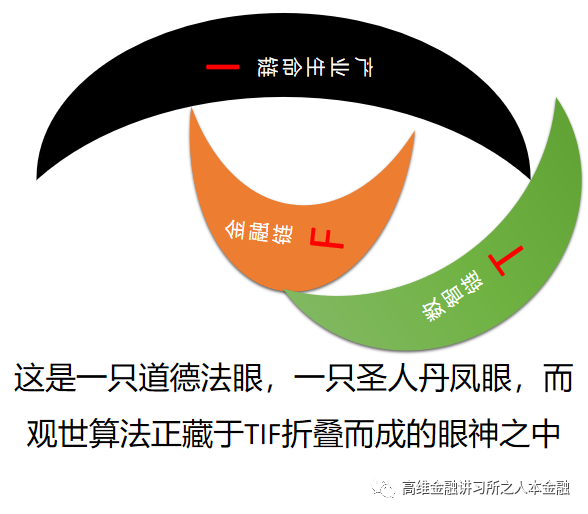 产业生命链 I
金融链 F
数智链 T
这是一只道德法眼，一只圣人丹凤眼，而
观世算法正藏于TIF折叠而成的眼神之中
高维金融讲习所之人本金融